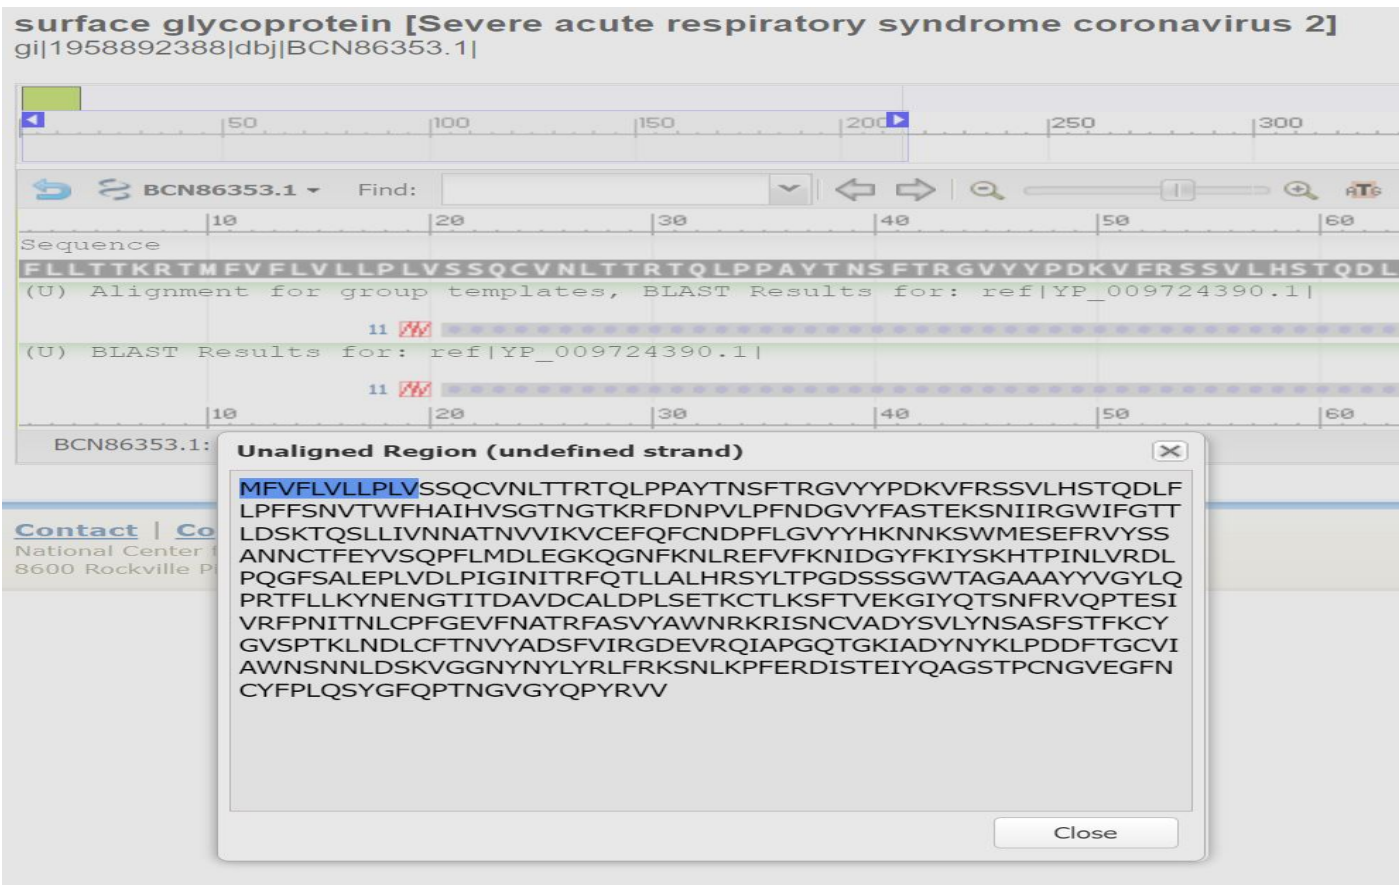 surface glycoprotein [Severe acute respiratory syndrome coronavirus 2]
gi|1958892388|dbj|BCN86353.1|
|50 |100 |150 |200 |250 |300
BCN86353.1 Find: ATG
|10 |20 |30 |40 |50 |60
Sequence
FLLTTKRTMFVFLVLLPLVSSQCVNLTTRTQLPPAYTNSFTRGVYYPDKVFRSSVLHSTQDL
(U) Alignment for group templates, BLAST Results for: ref|YP_009724390.1|
11
(U) BLAST Results for: ref|YP_009724390.1|
11
|10 |20 |30 |40 |50 |60
BCN86353.1:
Unaligned Region (undefined strand)
MFVFLVLLPLVSSQCVNLTTRTQLPPAYTNSFTRGVYYPDKVFRSSVLHSTQDLF
LPFFSNVTWFHAIHVSGTNGTKRFDNPVLPFNDGVYFASTEKSNIIRGWIFGTT
LDSKTQSLLIVNNATNVVIKVCEFQFCNDPFLGVYYHKNNKSWMESEFRVYSS
ANNCTFEYVSQPFLMDLEGKQGNFKNLREFVFKNIDGYFKIYSKHTPINLVRDL
PQGFSALEPLVDLPIGINITRFQTLLALHRSYLTPGDSSSGWTAGAAAYYVGYLQ
PRTFLLKYNENGTITDAVDCALDPLSETKCTLKSFTVEKGIYQTSNFRVQPTESI
VRFPNITNLCPFGEVFNATRFASVYAWNRKRISNCVADYSVLYNSASFSTFKCY
GVSPTKLNDLCFTNVYADSFVIRGDEVRQIAPGQTGKIADYNYKLPDDFTGCVI
AWNSNNLDSKVGGNYNYLYRLFRKSNLKPFERDISTEIYQAGSTPCNGVEGFN
CYFPLQSYGFQPTNGVGYQPYRVV
Contact | Co
National Center f
8600 Rockville Pi
Close